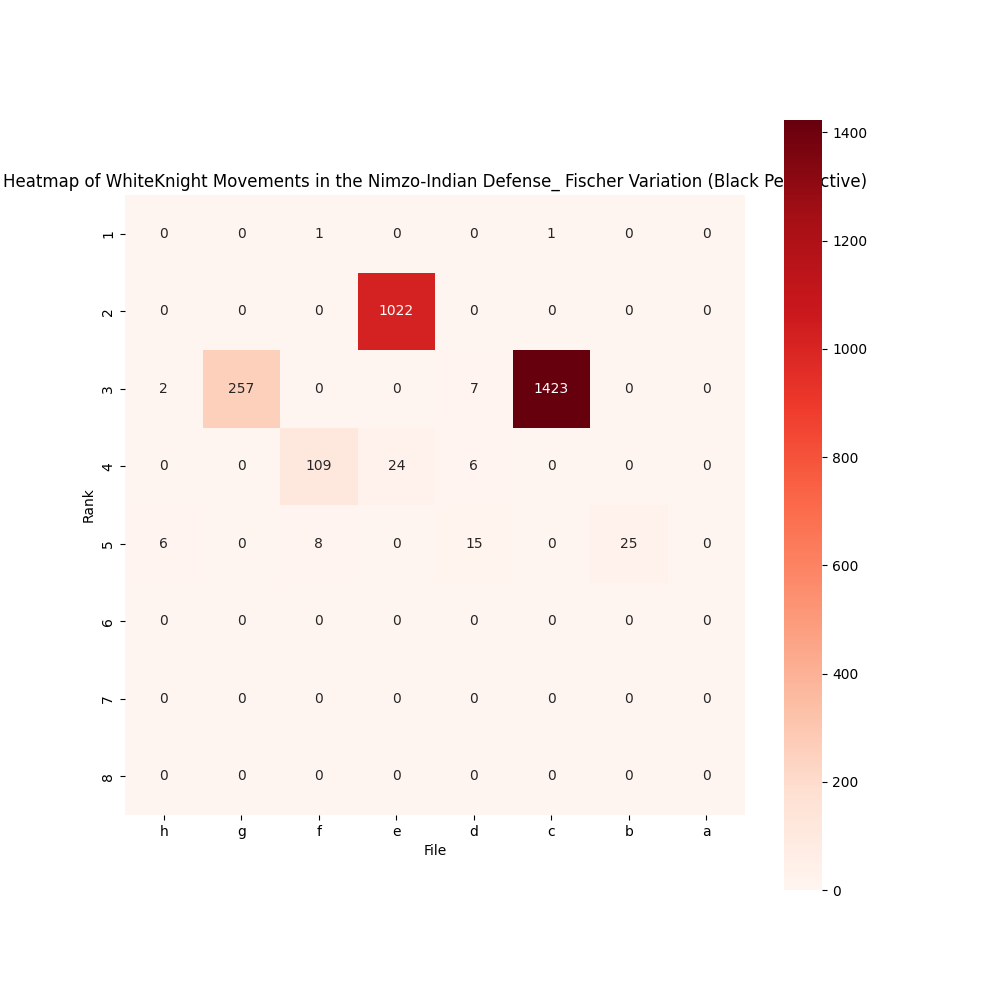 Heatmap of WhiteKnight Movements in the Nimzo-Indian Defense_ Fischer Variation (Black Pe ctive)
1 0 0 1 0 0 1 0 0
2 0 0 0 1022 0 0 0 0
3 2 257 0 0 7 1423 0 0
4 0 0 109 24 6 0 0 0
5 6 0 8 0 15 0 25 0
6 0 0 0 0 0 0 0 0
7 0 0 0 0 0 0 0 0
8 0 0 0 0 0 0 0 0
h g f e d c b a
File
Rank
1400
1200
1000
800
600
400
200
0